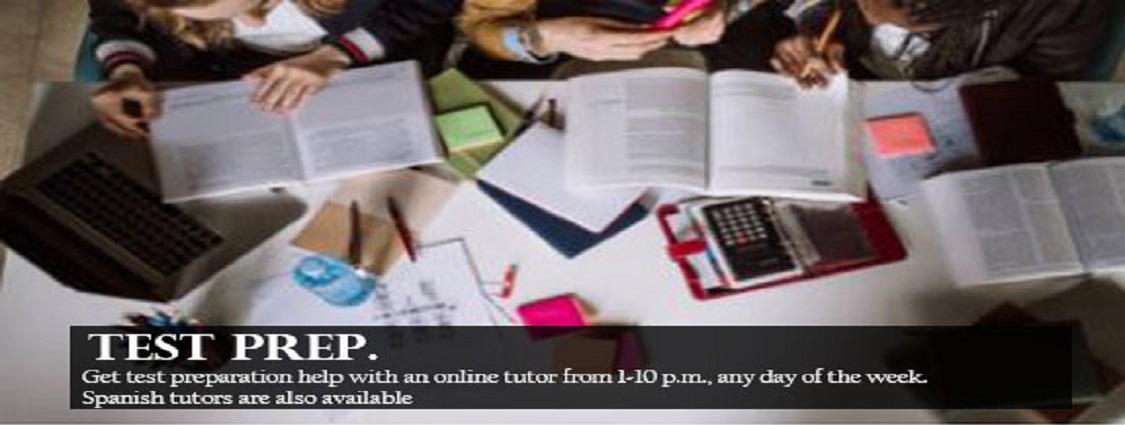 TEST PREP.
Get test preparation help with an online tutor from 1-10 p.m., any day of the week.
Spanish tutors are also available